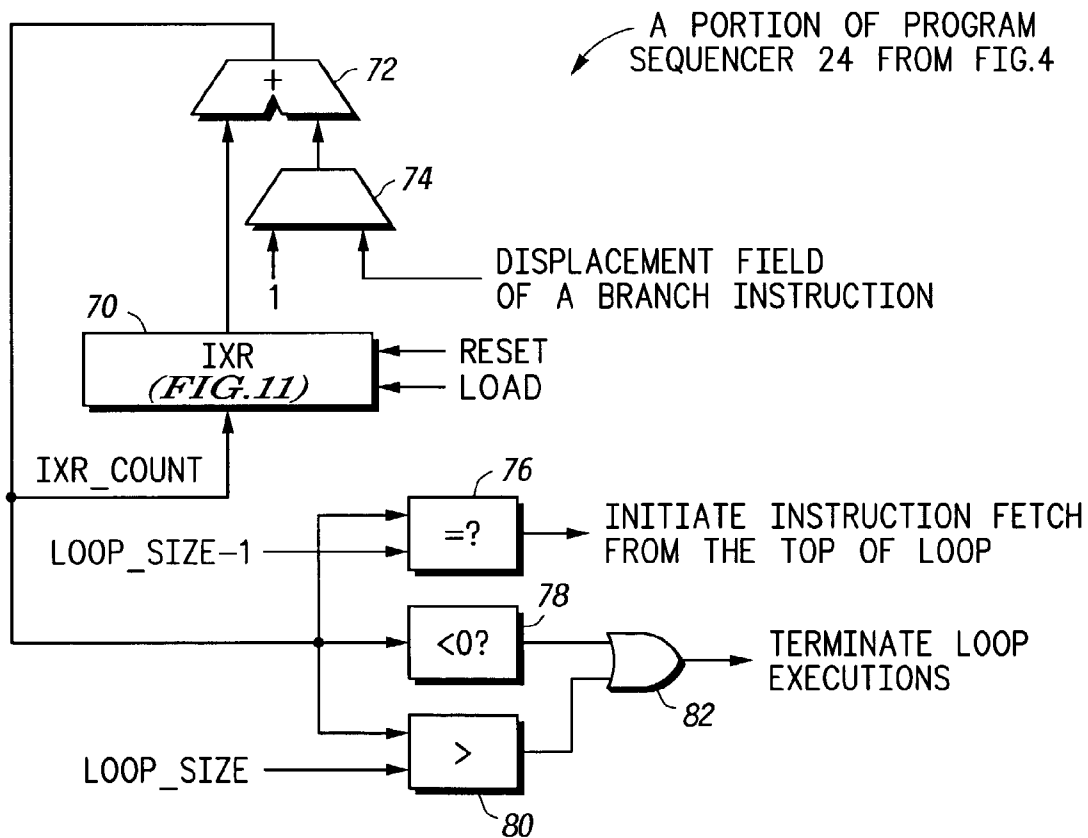 A PORTION OF PROGRAM
SEQUENCER 24 FROM FIG.4
72
+
74
1
DISPLACEMENT FIELD
OF A BRANCH INSTRUCTION
70
IXR
(FIG.11)
RESET
LOAD
IXR_COUNT
76
=?
INITIATE INSTRUCTION FETCH
FROM THE TOP OF LOOP
LOOP_SIZE-1
78
<0?
TERMINATE LOOP
EXECUTIONS
82
>
LOOP_SIZE
80